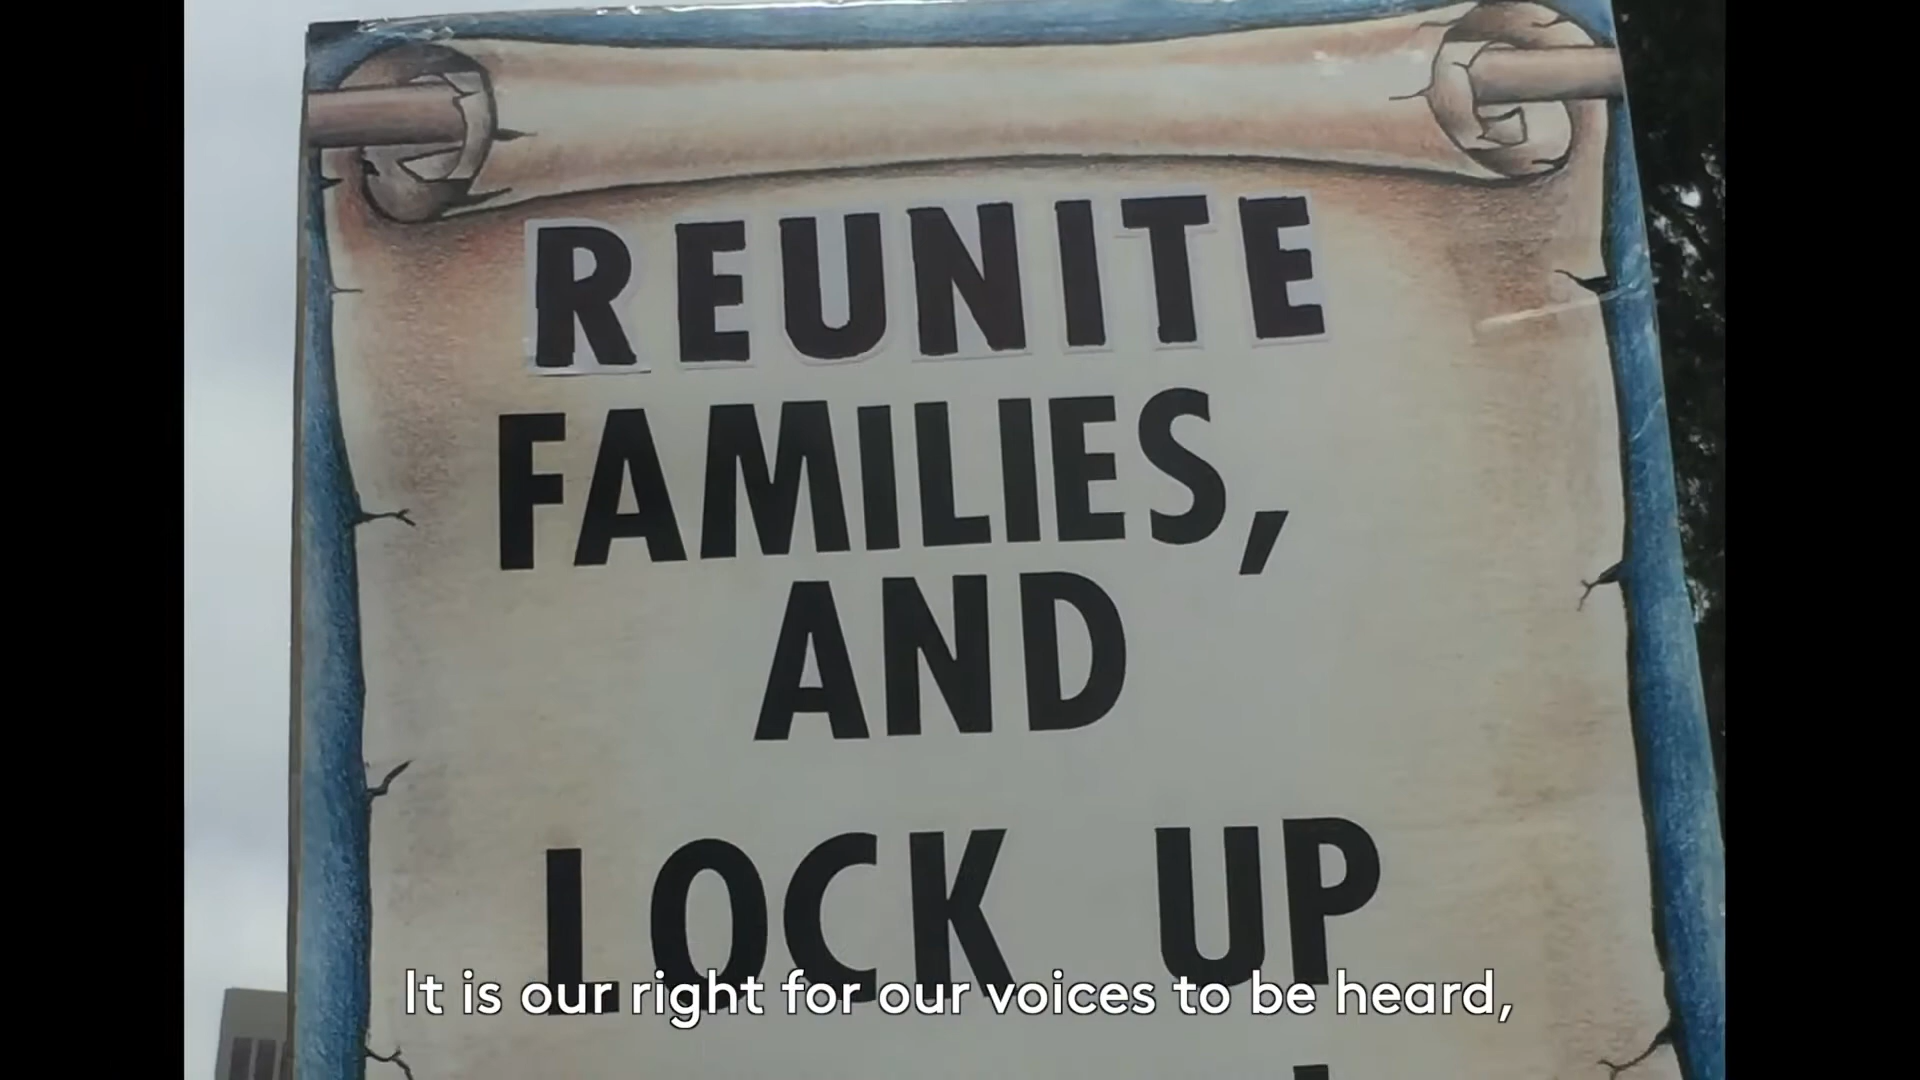 REUNITE
FAMILIES,
AND
LOCK UP
It is our right for our voices to be heard,